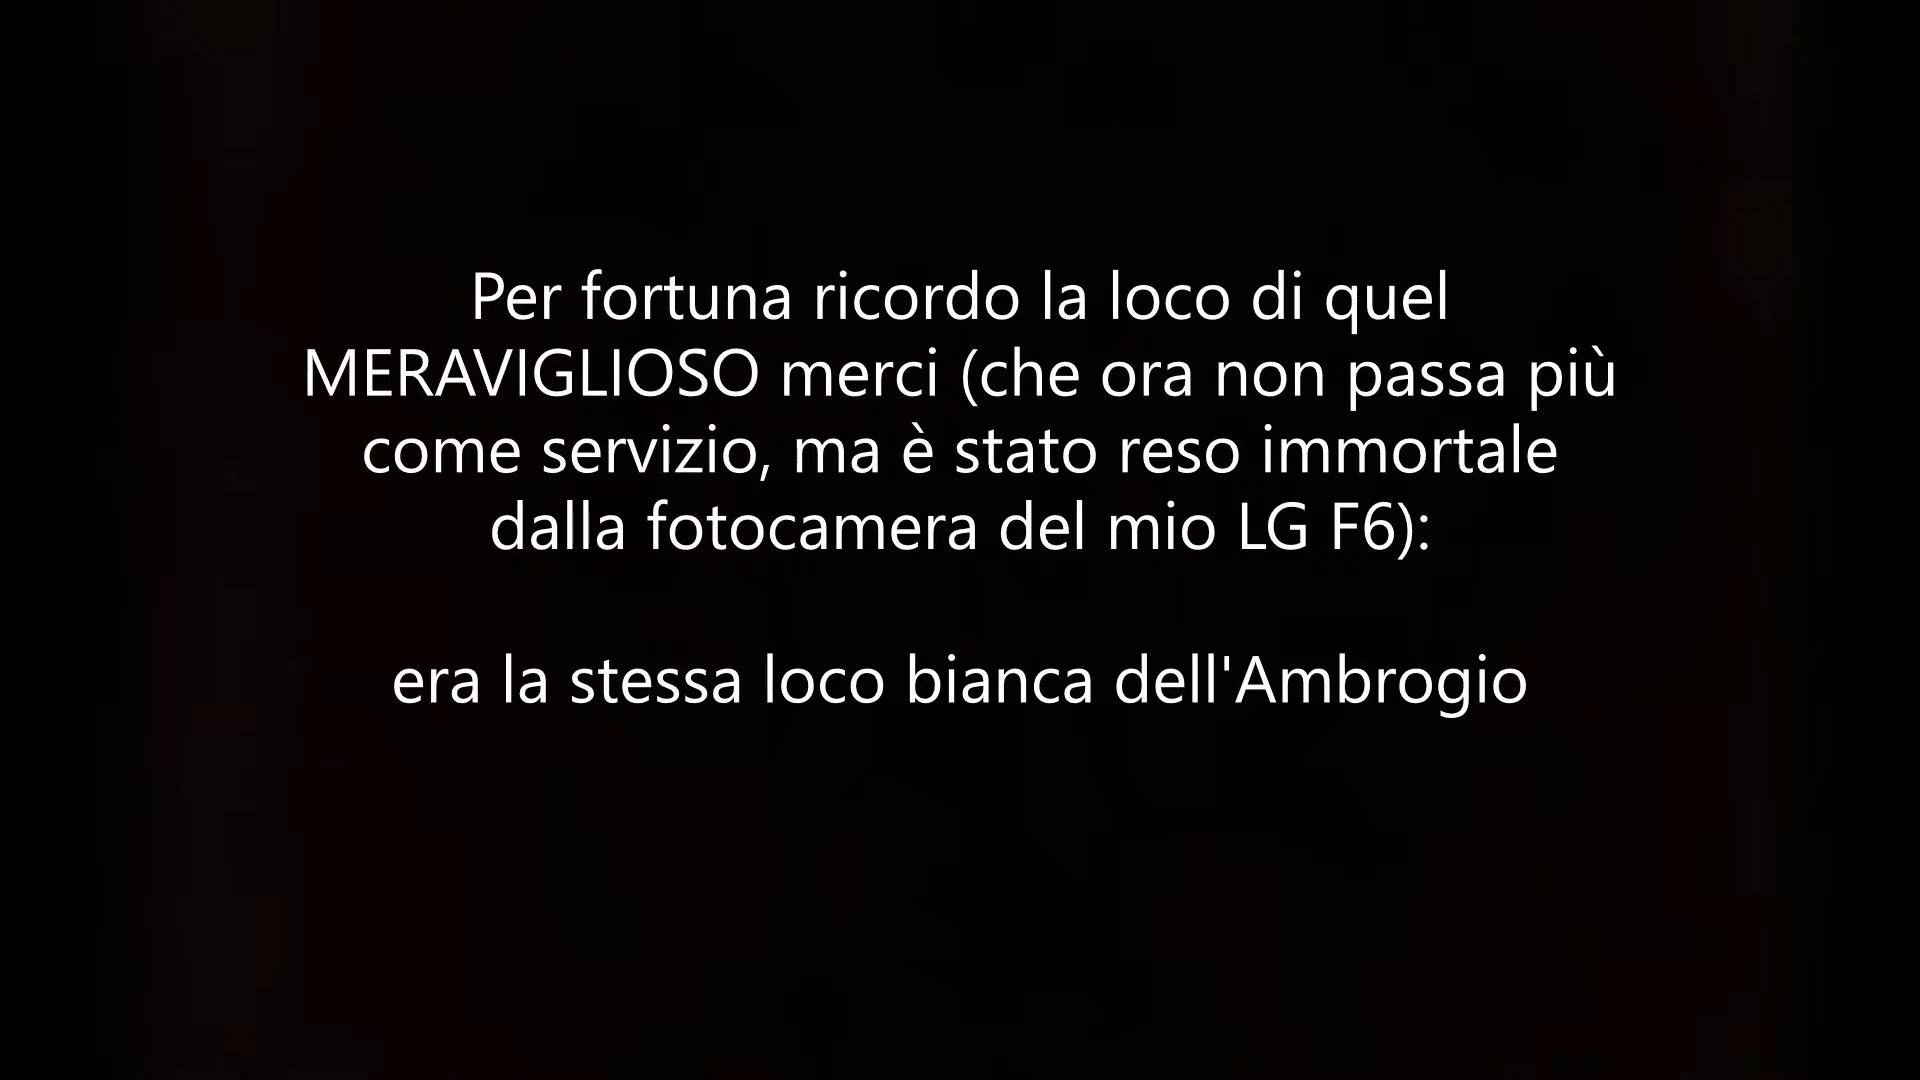 Per fortuna ricordo la loco di quel
MERAVIGLIOSO merci (che ora non passa più
come servizio, ma è stato reso immortale
dalla fotocamera del mio LG F6):
era la stessa loco bianca dell'Ambrogio